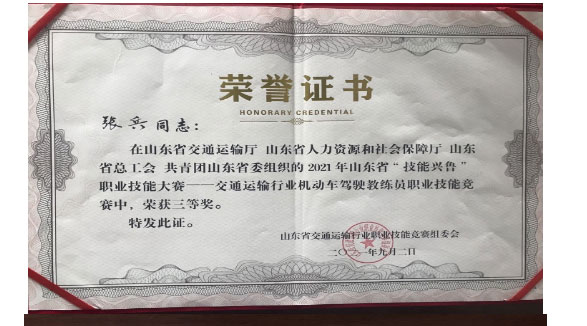 荣誉证书
HONORARY CREDENTIAL
张兵同志：
在山东省交通运输厅 山东省人力资源和社会保障厅 山东
省总工会 共青团山东省委组织的2021年山东省“技能兴鲁”
职业技能大赛——交通运输行业机动车驾驶教练员职业技能竞
赛中，荣获三等奖。
特发此证。
山东省交通运输行业职业技能竞赛组委会
二〇二一年九月二日